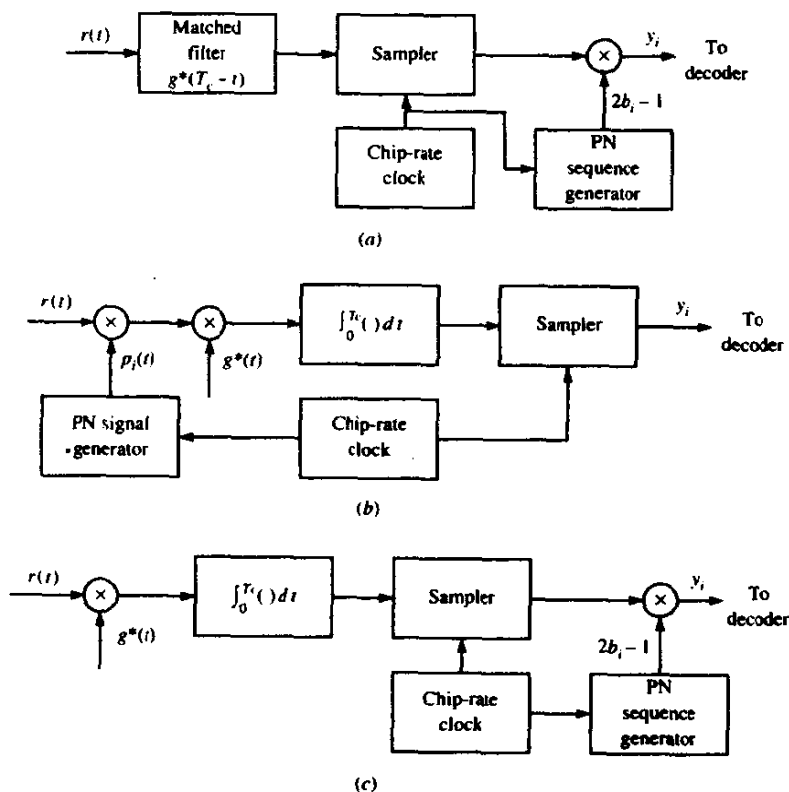 r(t)
Matched
filter
g*(T_c - t)
Sampler
×
y_i
To
decoder
2b_i - 1
Chip-rate
clock
PN
sequence
generator
(a)
r(t)
×
×
∫_0^{T_c} ( ) dt
Sampler
y_i
To
decoder
p_i(t)
g*(t)
PN signal
generator
Chip-rate
clock
(b)
r(t)
×
∫_0^{T_c} ( ) dt
Sampler
×
y_i
To
decoder
g*(t)
2b_i - 1
Chip-rate
clock
PN
sequence
generator
(c)